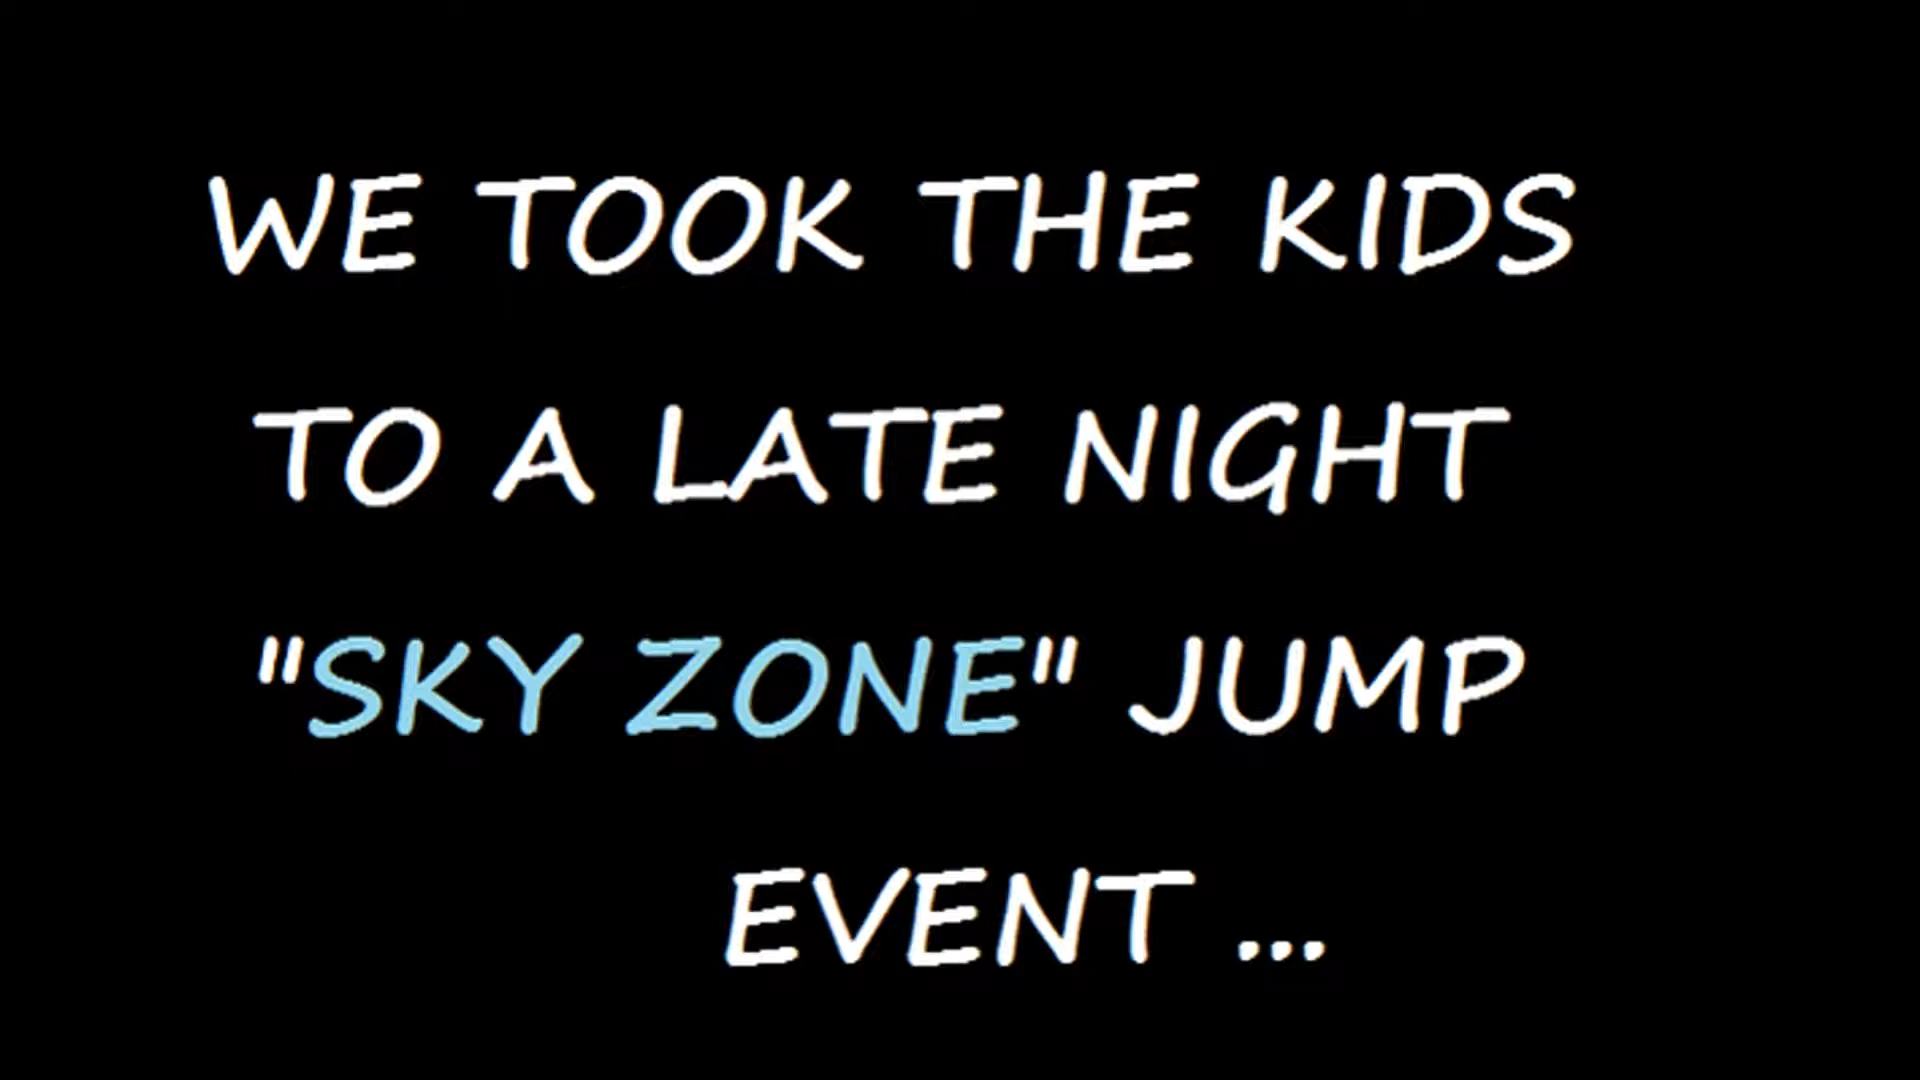 WE TOOK THE KIDS
TO A LATE NIGHT
"SKY ZONE" JUMP
EVENT ...